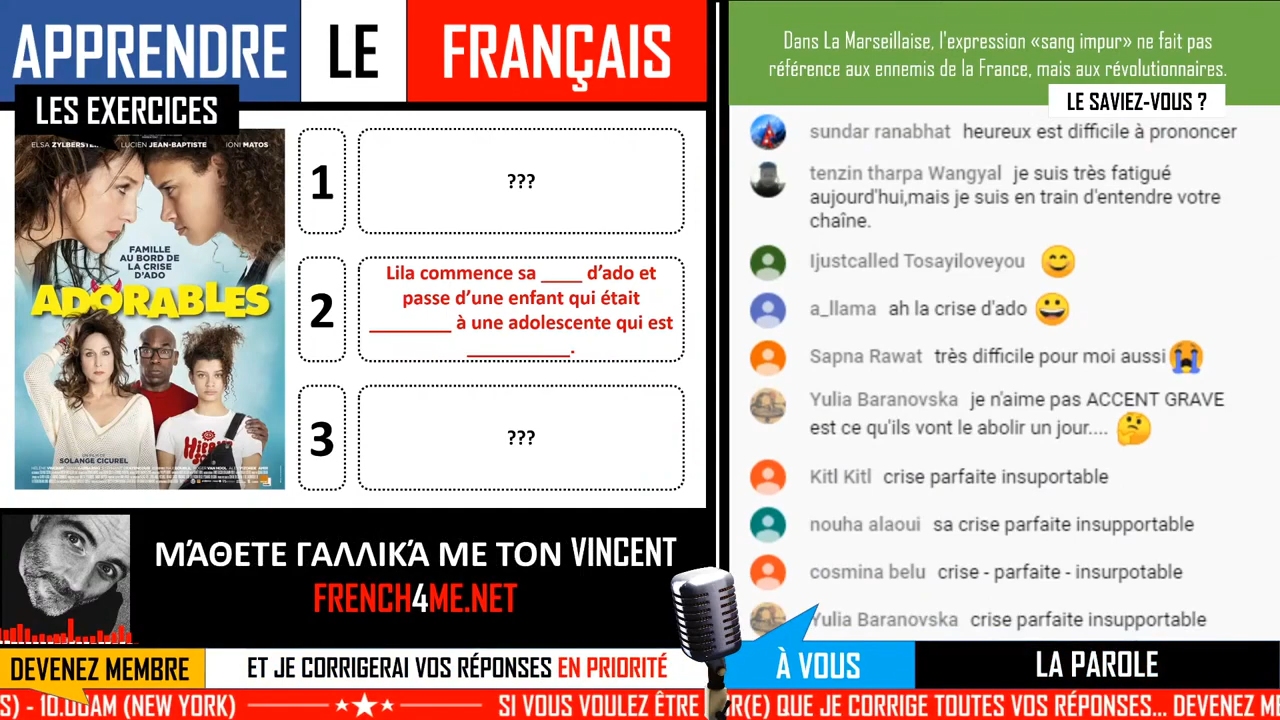 APPRENDRE LE FRANÇAIS
LES EXERCICES
ELSA ZYLBERSTEIN LUCIEN JEAN-BAPTISTE IONI MATOS
FAMILLE
AU BORD DE
LA CRISE
D'ADO
ADORABLES
UN FILM DE
SOLANGE CICUREL
1
???
2
Lila commence sa ____ d'ado et
passe d'une enfant qui était
________ à une adolescente qui est
__________.
3
???
ΜΆΘΕΤΕ ΓΑΛΛΙΚΆ ΜΕ ΤΟΝ VINCENT
FRENCH4ME.NET
DEVENEZ MEMBRE
ET JE CORRIGERAI VOS RÉPONSES EN PRIORITÉ
Dans La Marseillaise, l'expression «sang impur» ne fait pas
référence aux ennemis de la France, mais aux révolutionnaires.
LE SAVIEZ-VOUS ?
sundar ranabhat heureux est difficile à prononcer
tenzin tharpa Wangyal je suis très fatigué
aujourd'hui,mais je suis en train d'entendre votre
chaîne.
Ijustcalled Tosayiloveyou 😊
a_llama ah la crise d'ado 😀
Sapna Rawat très difficile pour moi aussi😭
Yulia Baranovska je n'aime pas ACCENT GRAVE
est ce qu'ils vont le abolir un jour.... 🤔
Kitl Kitl crise parfaite insuportable
nouha alaoui sa crise parfaite insupportable
cosmina belu crise - parfaite - insurpotable
Yulia Baranovska crise parfaite insupportable
À VOUS
LA PAROLE
S) - 10.00AM (NEW YORK) SI VOUS VOULEZ ÊTRE CR(E) QUE JE CORRIGE TOUTES VOS RÉPONSES... DEVENEZ ME